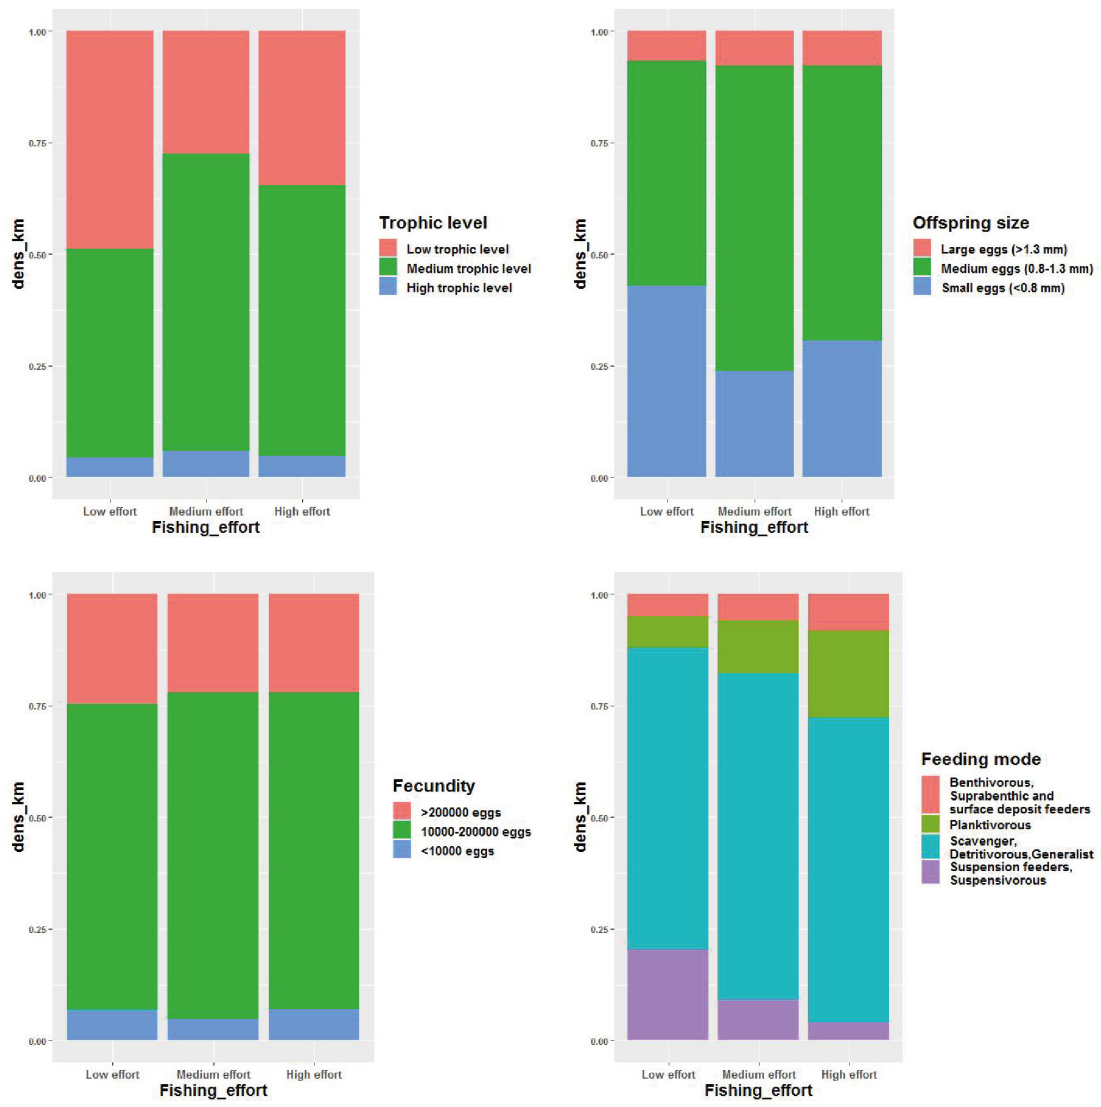 1.00
0.75
0.50
0.25
0.00
dens_km
Low effort Medium effort High effort
Fishing_effort
Trophic level
Low trophic level
Medium trophic level
High trophic level
1.00
0.75
0.50
0.25
0.00
dens_km
Low effort Medium effort High effort
Fishing_effort
Offspring size
Large eggs (>1.3 mm)
Medium eggs (0.8-1.3 mm)
Small eggs (<0.8 mm)
1.00
0.75
0.50
0.25
0.00
dens_km
Low effort Medium effort High effort
Fishing_effort
Fecundity
>200000 eggs
10000-200000 eggs
<10000 eggs
1.00
0.75
0.50
0.25
0.00
dens_km
Low effort Medium effort High effort
Fishing_effort
Feeding mode
Benthivorous,
Suprabenthic and
surface deposit feeders
Planktivorous
Scavenger,
Detritivorous,Generalist
Suspension feeders,
Suspensivorous